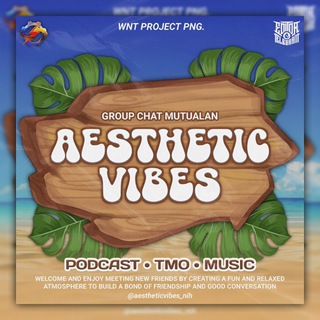 WNT PROJECT PNG.
GROUP CHAT MUTUALAN
AESTHETIC
VIBES
PODCAST • TMO • MUSIC
WELCOME AND ENJOY MEETING NEW FRIENDS BY CREATING A FUN AND RELAXED
ATMOSPHERE TO BUILD A BOND OF FRIENDSHIP AND GOOD CONVERSATION
@aestheticvibes_nih